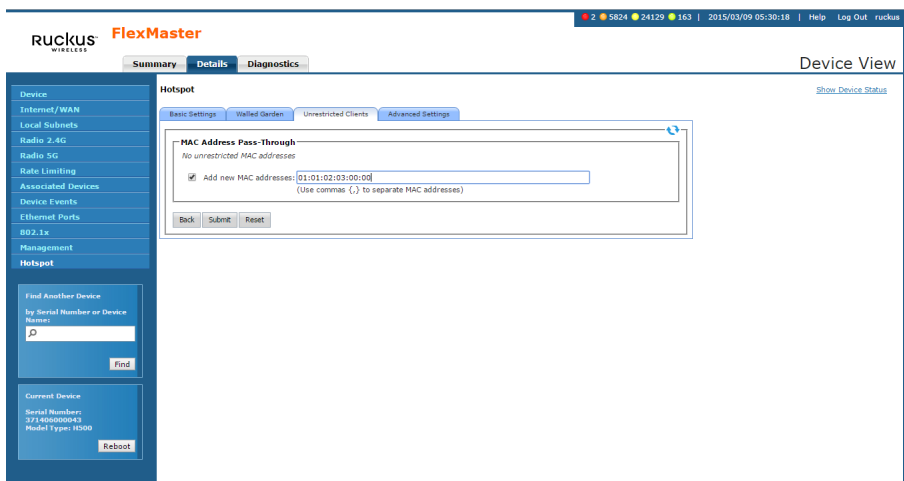 2 5824 24129 163 | 2015/03/09 05:30:18 | Help Log Out ruckus
Ruckus WIRELESS FlexMaster
Summary Details Diagnostics
Device View
Device
Internet/WAN
Local Subnets
Radio 2.4G
Radio 5G
Rate Limiting
Associated Devices
Device Events
Ethernet Ports
802.1x
Management
Hotspot
Find Another Device
by Serial Number or Device
Name:
Find
Current Device
Serial Number:
371406000043
Model Type: H500
Reboot
Hotspot
Show Device Status
Basic Settings Walled Garden Unrestricted Clients Advanced Settings
MAC Address Pass-Through
No unrestricted MAC addresses
Add new MAC addresses: 01:01:02:03:00:00
(Use commas {,} to separate MAC addresses)
Back Submit Reset